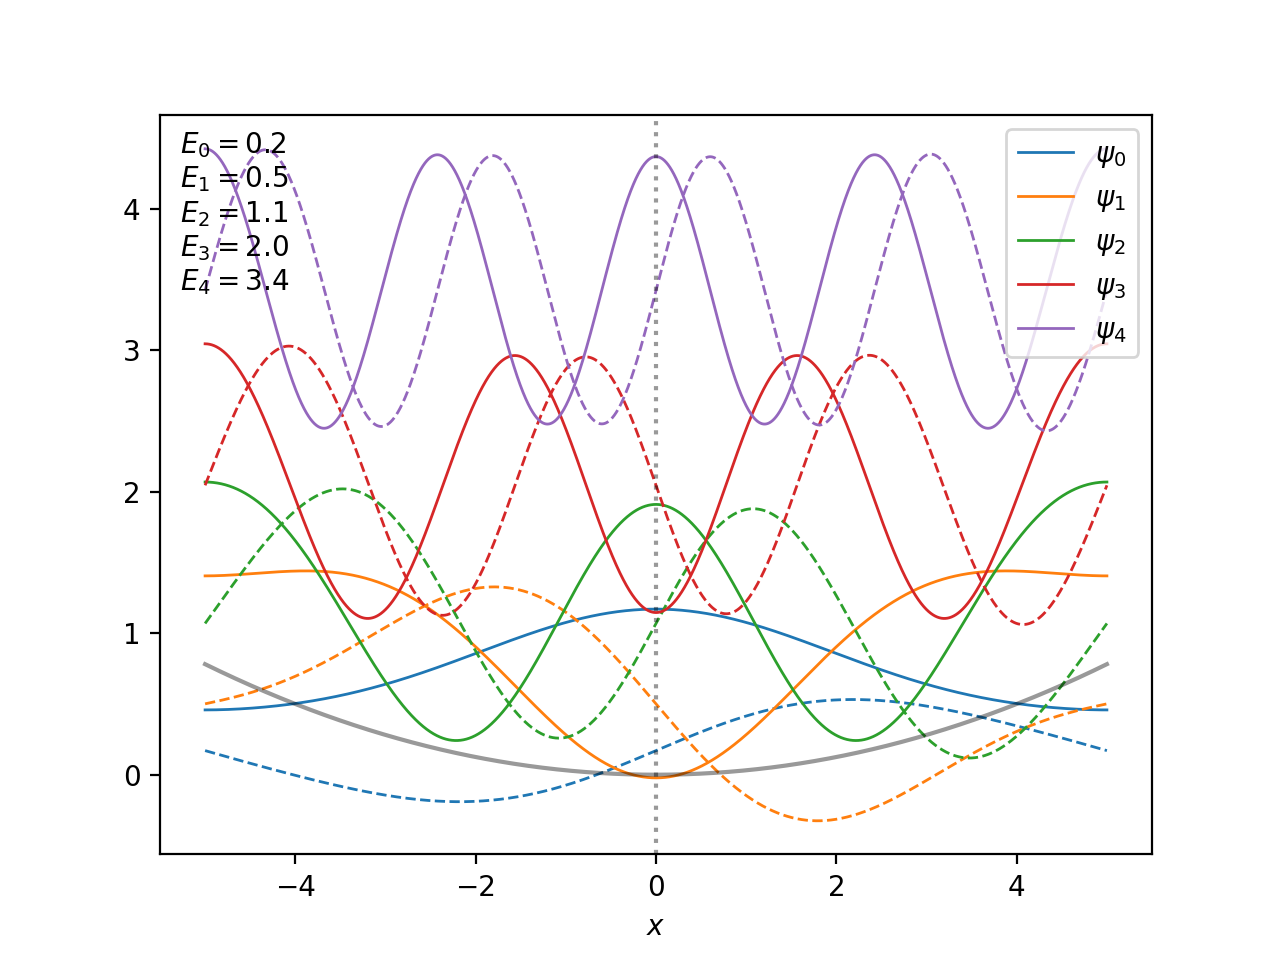 E₀ = 0.2
E₁ = 0.5
E₂ = 1.1
E₃ = 2.0
E₄ = 3.4
ψ₀
ψ₁
ψ₂
ψ₃
ψ₄
4
3
2
1
0
−4 −2 0 2 4
x